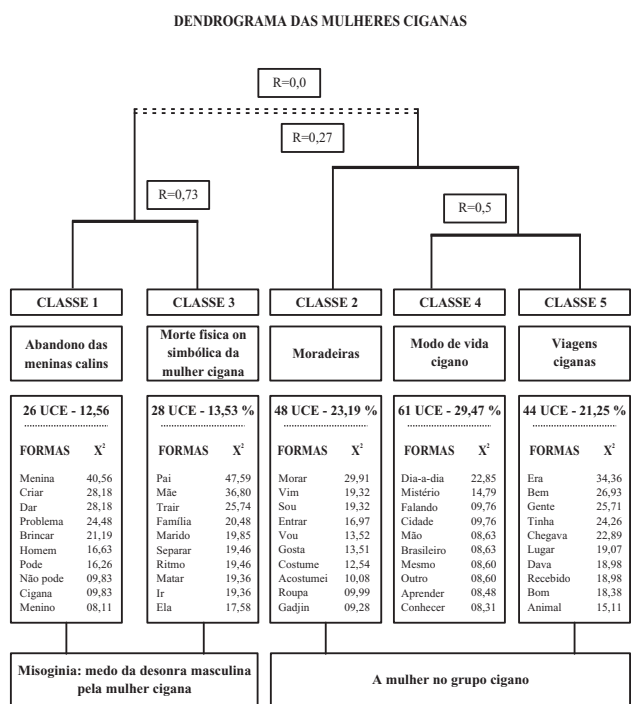 DENDROGRAMA DAS MULHERES CIGANAS
R=0,0
R=0,27
R=0,73
R=0,5
CLASSE 1
Abandono das
meninas calins
26 UCE - 12,56
FORMAS X²
Menina 40,56
Criar 28,18
Dar 28,18
Problema 24,48
Brincar 21,19
Homem 16,63
Pode 16,26
Não pode 09,83
Cigana 09,83
Menino 08,11
CLASSE 3
Morte física on
simbólica da
mulher cigana
28 UCE - 13,53 %
FORMAS X²
Pai 47,59
Mãe 36,80
Trair 25,74
Família 20,48
Marido 19,85
Separar 19,46
Ritmo 19,46
Matar 19,36
Ir 19,36
Ela 17,58
CLASSE 2
Moradeiras
48 UCE - 23,19 %
FORMAS X²
Morar 29,91
Vim 19,32
Sou 19,32
Entrar 16,97
Vou 13,52
Gosta 13,51
Costume 12,54
Acostumei 10,08
Roupa 09,99
Gadjin 09,28
CLASSE 4
Modo de vida
cigano
61 UCE - 29,47 %
FORMAS X²
Dia-a-dia 22,85
Mistério 14,79
Falando 09,76
Cidade 09,76
Mão 08,63
Brasileiro 08,63
Mesmo 08,60
Outro 08,60
Aprender 08,48
Conhecer 08,31
CLASSE 5
Viagens
ciganas
44 UCE - 21,25 %
FORMAS X²
Era 34,36
Bem 26,93
Gente 25,71
Tinha 24,26
Chegava 22,89
Lugar 19,07
Dava 18,98
Recebido 18,98
Bom 18,38
Animal 15,11
Misoginia: medo da desonra masculina
pela mulher cigana
A mulher no grupo cigano